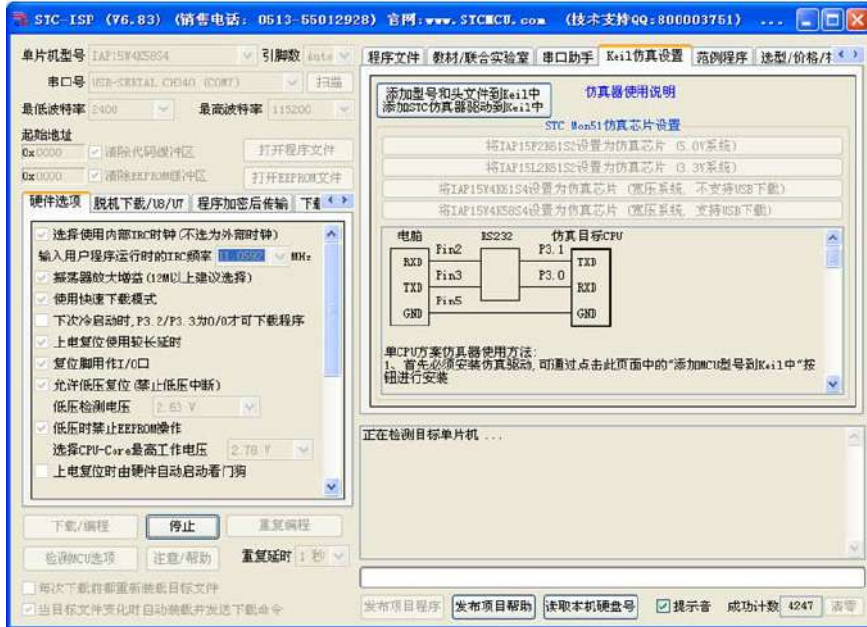 STC-ISP (V6.83) (销售电话: 0513-55012928) 官网:www.STCMCU.com (技术支持QQ:800003751) ...
单片机型号 IAP15W4K58S4 引脚数 Auto
串口号 USB-SERIAL CH340 (COM7) 扫描
最低波特率 2400 最高波特率 115200
起始地址
0x0000 清除代码缓冲区 打开程序文件
0x0000 清除EEPROM缓冲区 打开EEPROM文件
硬件选项 脱机下载/U8/U7 程序加密后传输 下载
选择使用内部IRC时钟(不选为外部时钟)
输入用户程序运行时的IRC频率 11.0592 MHz
振荡器放大增益(12M以上建议选择)
使用快速下载模式
下次冷启动时,P3.2/P3.3为0/0才可下载程序
上电复位使用较长延时
复位脚用作I/O口
允许低压复位(禁止低压中断)
低压检测电压 2.63 V
低压时禁止EEPROM操作
选择CPU-Core最高工作电压 2.78 V
上电复位时由硬件自动启动看门狗
下载/编程 停止 重复编程
检测MCU选项 注意/帮助 重复延时 1 秒
每次下载前都重新装载目标文件
当目标文件变化时自动装载并发送下载命令
程序文件 教材/联合实验室 串口助手 Keil仿真设置 范例程序 选型/价格/
添加型号和头文件到Keil中
添加STC仿真器驱动到Keil中
仿真器使用说明
STC Mon51仿真芯片设置
将IAP15F2K61S2设置为仿真芯片 (5.0V系统)
将IAP15L2K61S2设置为仿真芯片 (3.3V系统)
将IAP15W4K61S4设置为仿真芯片 (宽压系统, 不支持USB下载)
将IAP15W4K58S4设置为仿真芯片 (宽压系统, 支持USB下载)
电脑 RS232 仿真目标CPU
RXD Pin2 P3.1 TXD
TXD Pin3 P3.0 RXD
GND Pin5 GND
单CPU方案仿真器使用方法:
1、首先必须安装仿真驱动,可通过点击此页面中的"添加MCU型号到Keil中"按
钮进行安装
正在检测目标单片机 ...
发布项目程序 发布项目帮助 读取本机硬盘号 提示音 成功计数 4247 清零